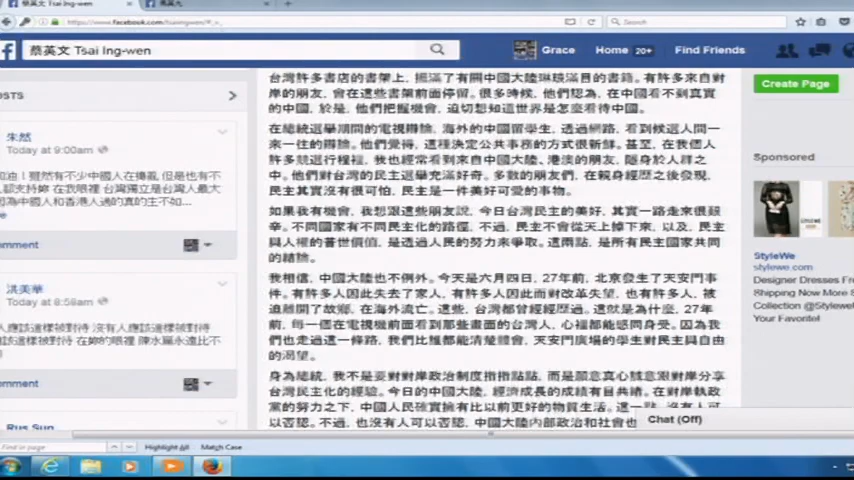 蔡英文 Tsai Ing-wen
https://www.facebook.com/tsaiingwen/
Search
蔡英文 Tsai Ing-wen
Grace
Home 20+
Find Friends
OSTS
朱然
Today at 9:00am
omment
洪美華
Today at 8:58am
omment
Rus Sun
台灣許多書店的書架上，擺滿了有關中國大陸琳瑯滿目的書籍。有許多來自對
岸的朋友，會在這些書架前面停留。很多時候，他們認為，在中國看不到真實
的中國，於是，他們把握機會，迫切想知道世界是怎麼看待中國。
在總統選舉期間的電視辯論，海外的中國留學生，透過網路，看到候選人間一
來一往的辯論。他們覺得，這種決定公共事務的方式很新鮮。甚至，在我個人
許多競選行程裡，我也經常看到來自中國大陸、港澳的朋友，隱身於人群之
中。他們對台灣的民主選舉充滿好奇。多數的朋友們，在親身經歷之後發現，
民主其實沒有很可怕，民主是一件美好可愛的事物。
如果我有機會，我想跟這些朋友說，今日台灣民主的美好，其實一路走來很艱
辛。不同國家有不同民主化的路徑，不過，民主不會從天上掉下來，以及，民主
與人權的普世價值，是透過人民的努力來爭取。這兩點，是所有民主國家共同
的結論。
我相信，中國大陸也不例外。今天是六月四日，27年前，北京發生了天安門事
件。有許多人因此失去了家人，有許多人因此而對改革失望，也有許多人，被
迫離開了故鄉，在海外流亡。這些，台灣都曾經經歷過。這就是為什麼，27年
前，每一個在電視機前面看到那些畫面的台灣人，心裡都能感同身受。因為我
們也走過這一條路，我們比誰都能清楚體會，天安門廣場的學生對民主與自由
的渴望。
身為總統，我不是要對對岸政治制度指指點點，而是願意真心誠意跟對岸分享
台灣民主化的經驗。今日的中國大陸，經濟成長的成績有目共睹。在對岸執政
黨的努力之下，中國人民確實擁有比以前更好的物質生活。這一點，沒有人可
以否認。不過，也沒有人可以否認，中國大陸內部政治和社會也
Create Page
Sponsored
StyleWe
stylewe.com
Designer Dresses Fr
Shipping Now More
Collection @Stylewe
Your Favorite!
Chat (Off)
Find in page
Highlight All
Match Case